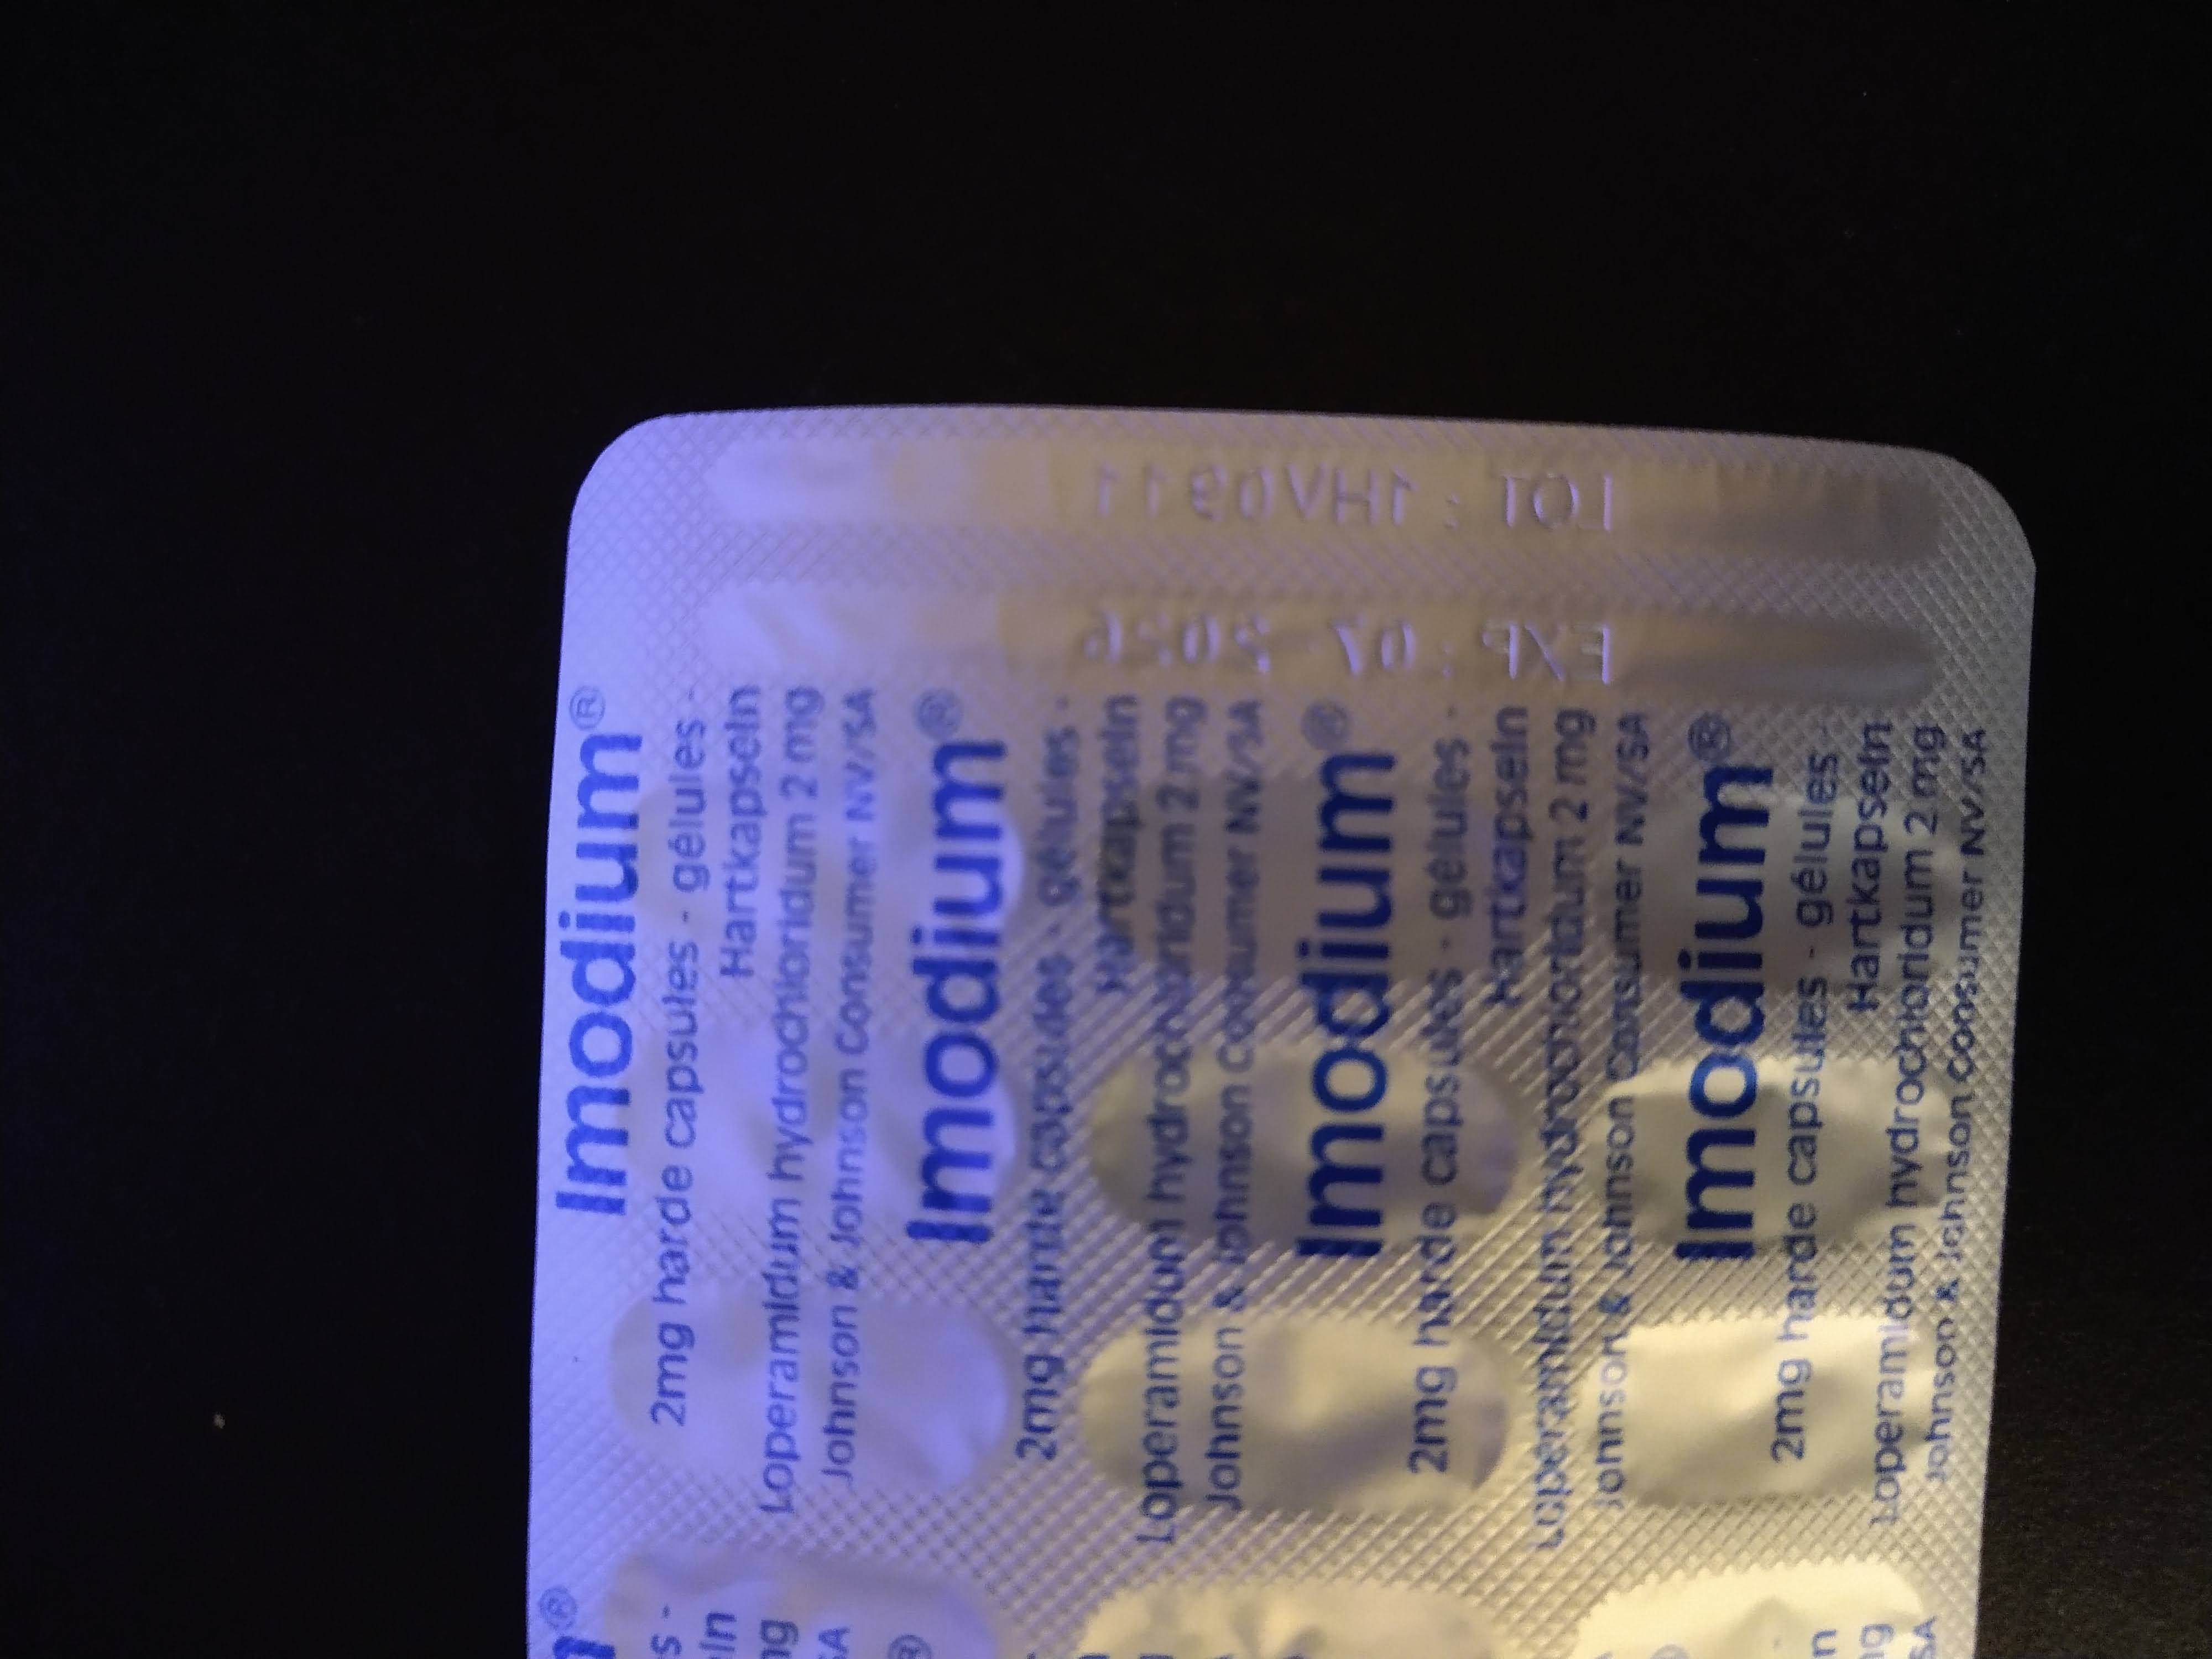 Imodium®
2mg harde capsules - gélules -
Hartkapseln
Loperamidum hydrochloridum 2 mg
Johnson & Johnson Consumer NV/SA
Imodium®
2mg harde capsules - gélules -
Hartkapseln
Loperamidum hydrochloridum 2 mg
Johnson & Johnson Consumer NV/SA
Imodium®
2mg harde capsules - gélules -
Hartkapseln
Loperamidum hydrochloridum 2 mg
Johnson & Johnson Consumer NV/SA
Imodium®
2mg harde capsules - gélules -
Hartkapseln
Loperamidum hydrochloridum 2 mg
Johnson & Johnson Consumer NV/SA
EXP : 2026
LOT :